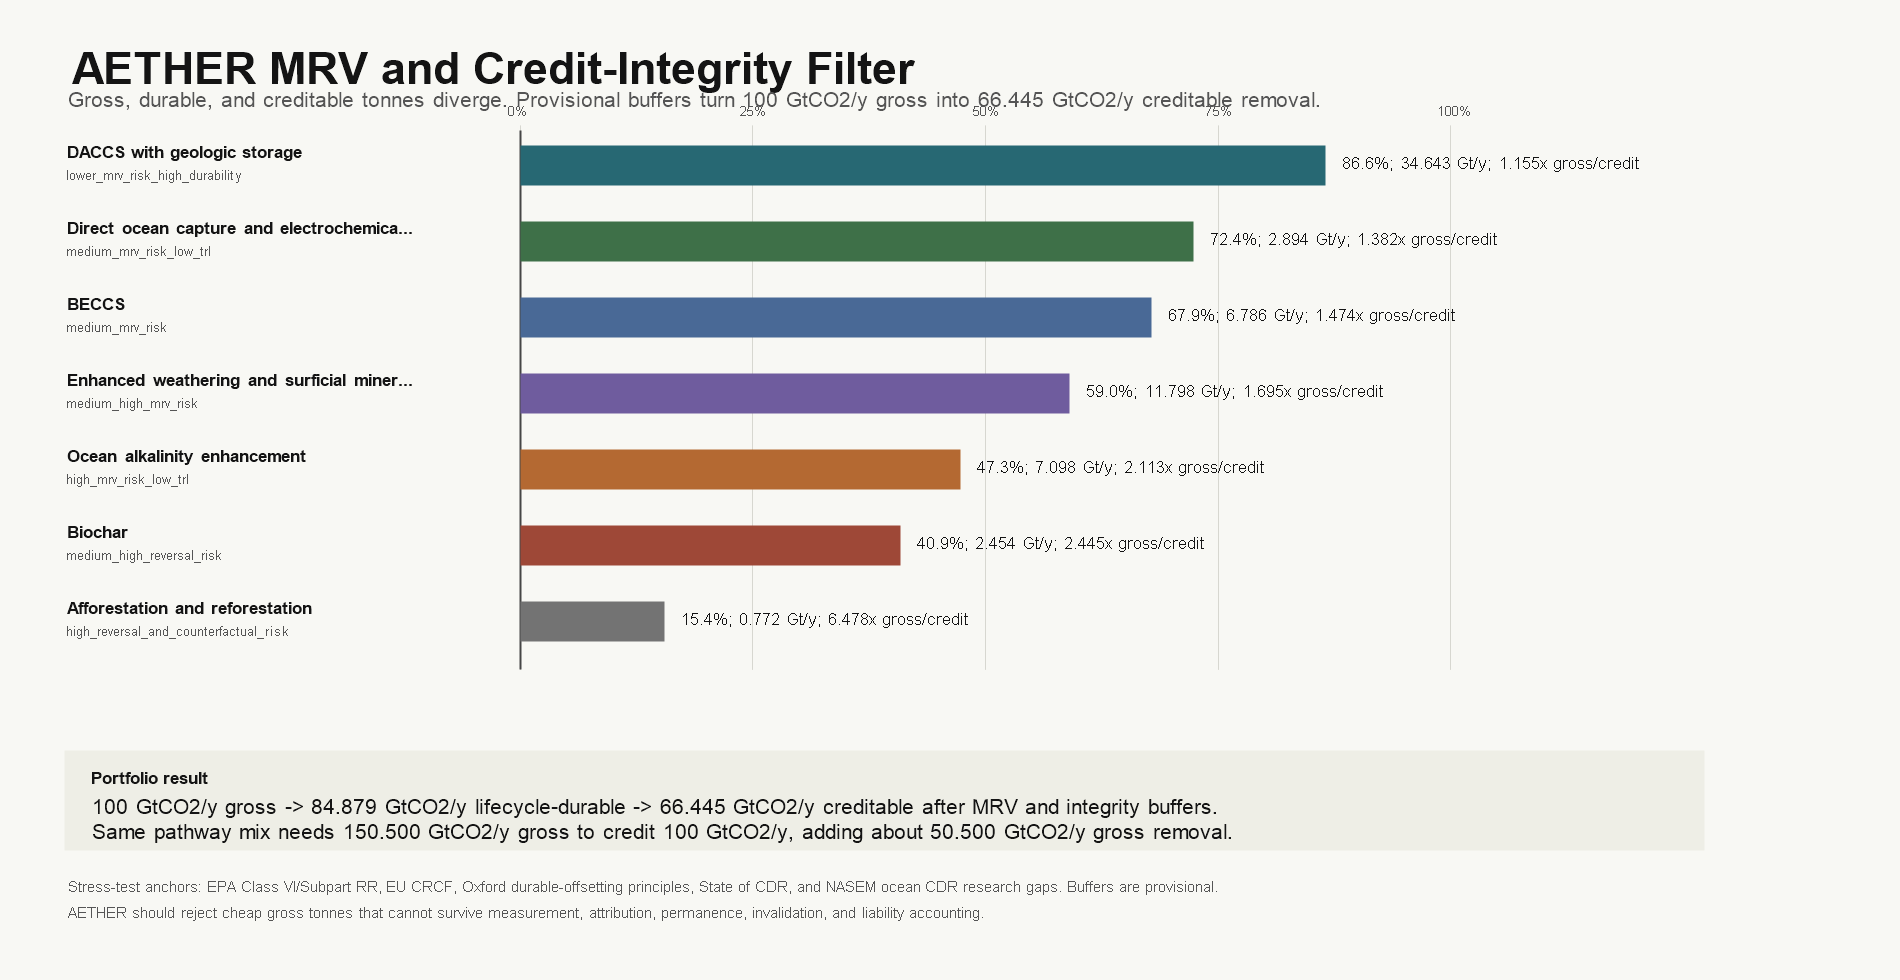 AETHER MRV and Credit-Integrity Filter
Gross, durable, and creditable tonnes diverge. Provisional buffers turn 100 GtCO2/y gross into 66.445 GtCO2/y creditable removal.
0% 25% 50% 75% 100%
DACCS with geologic storage
lower_mrv_risk_high_durability
86.6%; 34.643 Gt/y; 1.155x gross/credit
Direct ocean capture and electrochemica...
medium_mrv_risk_low_trl
72.4%; 2.894 Gt/y; 1.382x gross/credit
BECCS
medium_mrv_risk
67.9%; 6.786 Gt/y; 1.474x gross/credit
Enhanced weathering and surficial miner...
medium_high_mrv_risk
59.0%; 11.798 Gt/y; 1.695x gross/credit
Ocean alkalinity enhancement
high_mrv_risk_low_trl
47.3%; 7.098 Gt/y; 2.113x gross/credit
Biochar
medium_high_reversal_risk
40.9%; 2.454 Gt/y; 2.445x gross/credit
Afforestation and reforestation
high_reversal_and_counterfactual_risk
15.4%; 0.772 Gt/y; 6.478x gross/credit
Portfolio result
100 GtCO2/y gross -> 84.879 GtCO2/y lifecycle-durable -> 66.445 GtCO2/y creditable after MRV and integrity buffers.
Same pathway mix needs 150.500 GtCO2/y gross to credit 100 GtCO2/y, adding about 50.500 GtCO2/y gross removal.
Stress-test anchors: EPA Class VI/Subpart RR, EU CRCF, Oxford durable-offsetting principles, State of CDR, and NASEM ocean CDR research gaps. Buffers are provisional.
AETHER should reject cheap gross tonnes that cannot survive measurement, attribution, permanence, invalidation, and liability accounting.